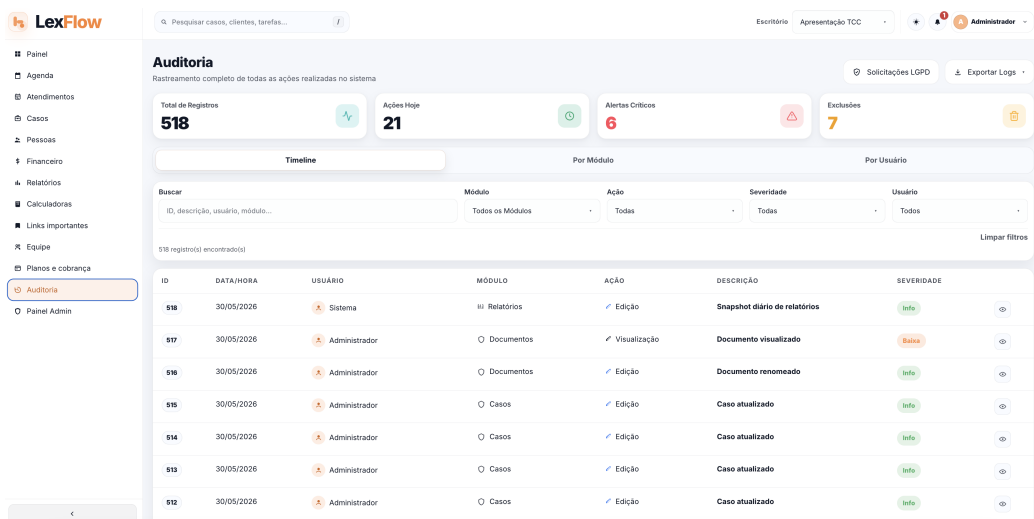 LexFlow
Pesquisar casos, clientes, tarefas... /
Escritório Apresentação TCC
1
A Administrador
Painel
Agenda
Atendimentos
Casos
Pessoas
Financeiro
Relatórios
Calculadoras
Links importantes
Equipe
Planos e cobrança
Auditoria
Painel Admin
Auditoria
Rastreamento completo de todas as ações realizadas no sistema
Solicitações LGPD
Exportar Logs
Total de Registros
518
Ações Hoje
21
Alertas Críticos
6
Exclusões
7
Timeline Por Módulo Por Usuário
Buscar Módulo Ação Severidade Usuário
ID, descrição, usuário, módulo... Todos os Módulos Todas Todas Todos
Limpar filtros
518 registro(s) encontrado(s)
ID DATA/HORA USUÁRIO MÓDULO AÇÃO DESCRIÇÃO SEVERIDADE
518 30/05/2026 Sistema Relatórios Edição Snapshot diário de relatórios Info
517 30/05/2026 Administrador Documentos Visualização Documento visualizado Baixa
516 30/05/2026 Administrador Documentos Edição Documento renomeado Info
515 30/05/2026 Administrador Casos Edição Caso atualizado Info
514 30/05/2026 Administrador Casos Edição Caso atualizado Info
513 30/05/2026 Administrador Casos Edição Caso atualizado Info
512 30/05/2026 Administrador Casos Edição Caso atualizado Info